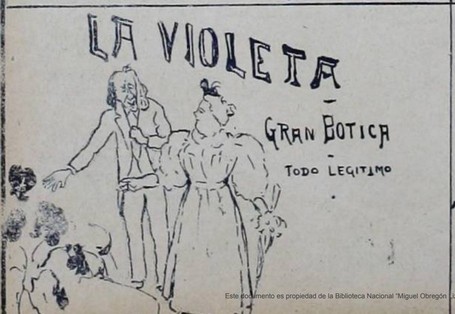 LA VIOLETA
GRAN BOTICA
TODO LEGITIMO
Este documento es propiedad de la Biblioteca Nacional "Miguel Obregón